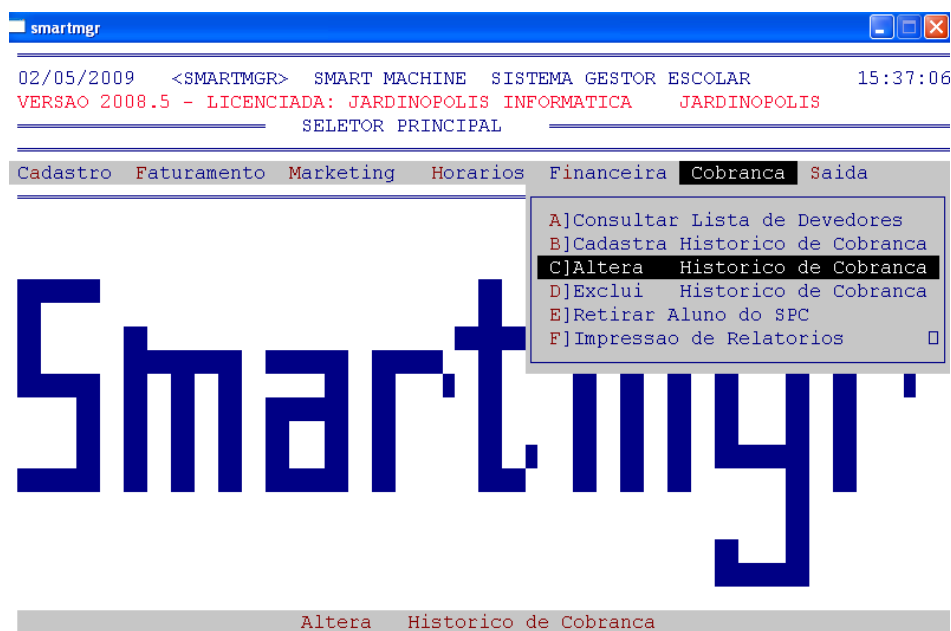 smartmgr
02/05/2009 <SMARTMGR> SMART MACHINE SISTEMA GESTOR ESCOLAR 15:37:06
VERSAO 2008.5 - LICENCIADA: JARDINOPOLIS INFORMATICA JARDINOPOLIS
SELETOR PRINCIPAL
Cadastro Faturamento Marketing Horarios Financeira Cobranca Saida
A]Consultar Lista de Devedores
B]Cadastra Historico de Cobranca
C]Altera Historico de Cobranca
D]Exclui Historico de Cobranca
E]Retirar Aluno do SPC
F]Impressao de Relatorios
Smartmgr
Altera Historico de Cobranca